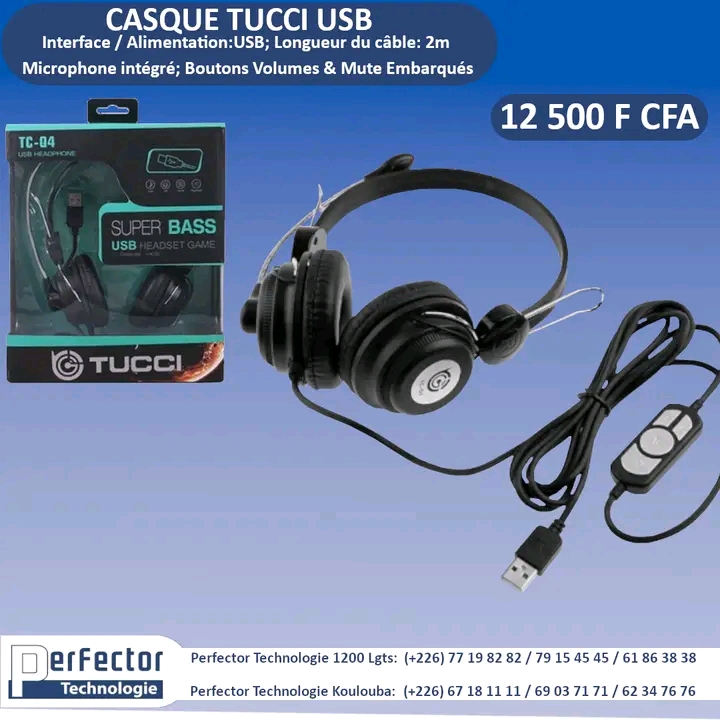 CASQUE TUCCI USB
Interface / Alimentation:USB; Longueur du câble: 2m
Microphone intégré; Boutons Volumes & Mute Embarqués
12 500 F CFA
TC-Q4
USB HEADPHONE
SUPER BASS
USB HEADSET GAME
TUCCI
Perfector
Technologie
Perfector Technologie 1200 Lgts: (+226) 77 19 82 82 / 79 15 45 45 / 61 86 38 38
Perfector Technologie Koulouba: (+226) 67 18 11 11 / 69 03 71 71 / 62 34 76 76